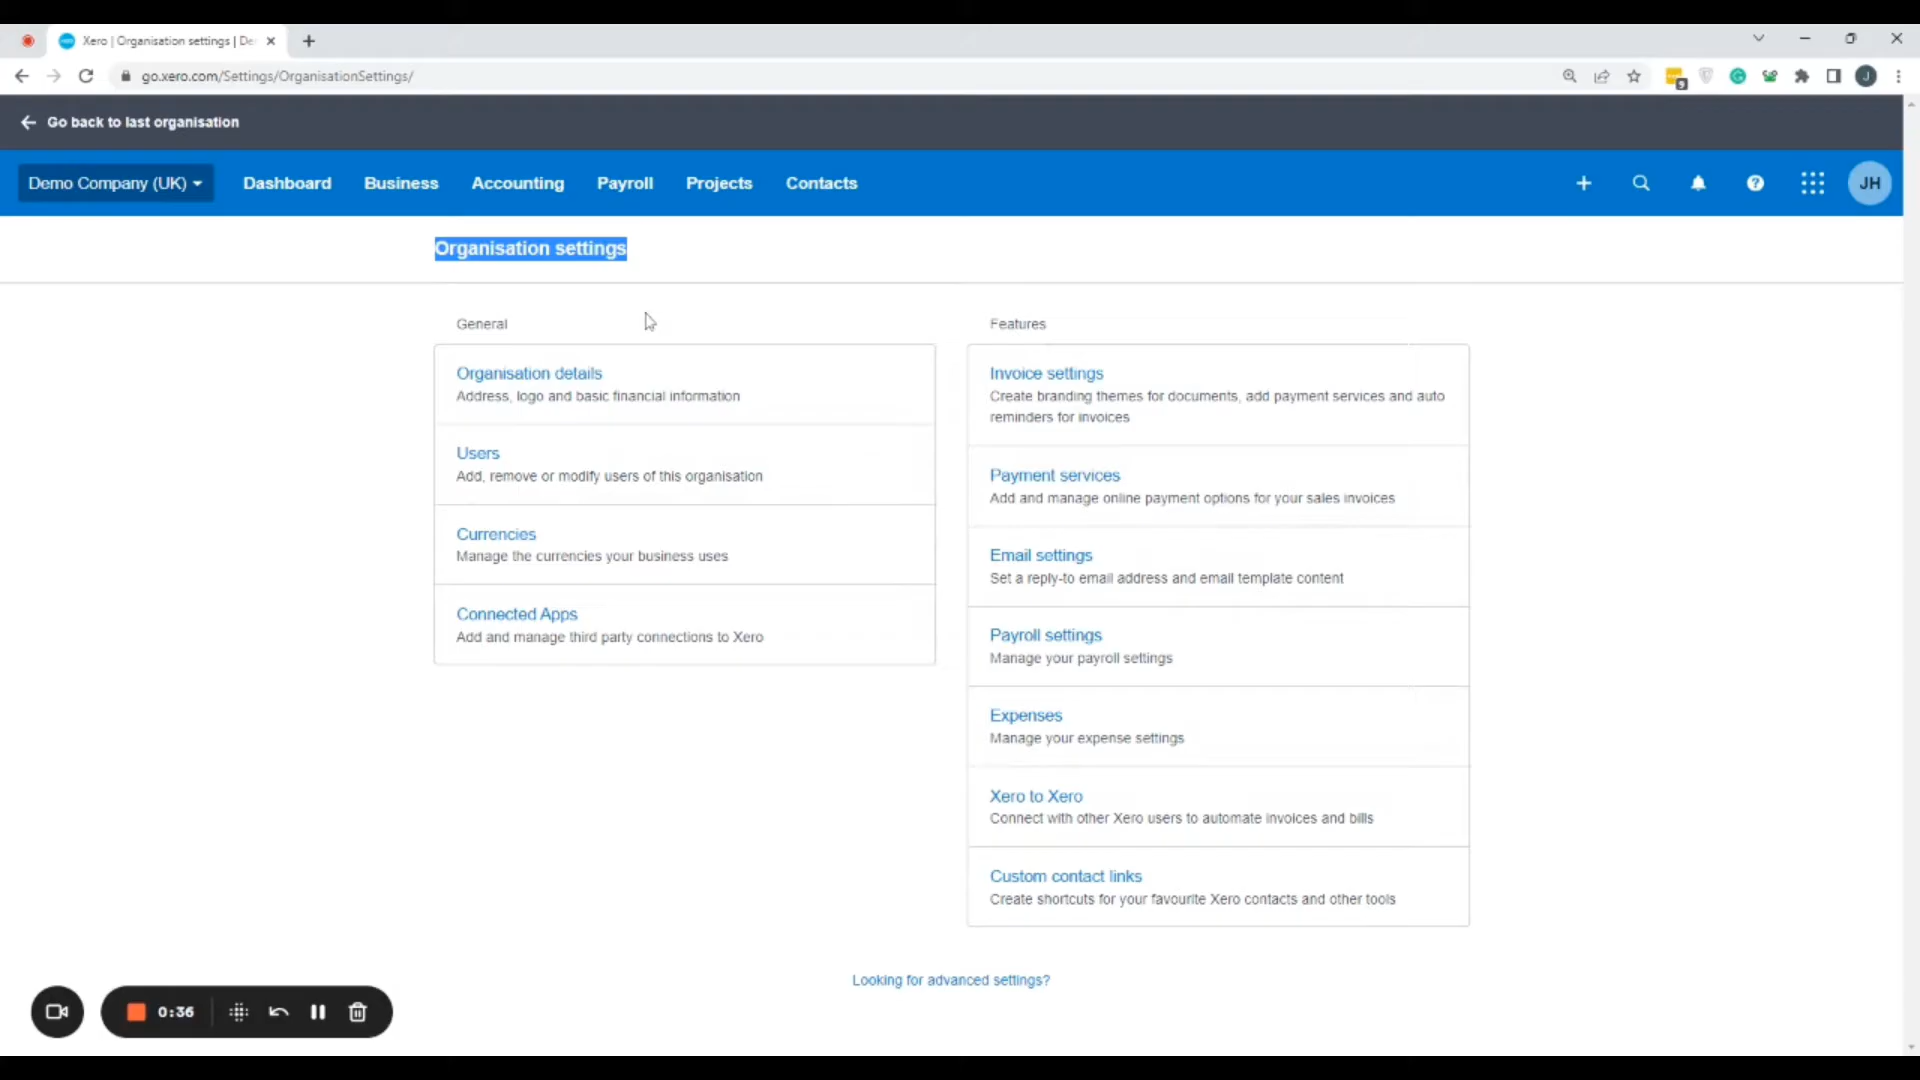 Xero | Organisation settings | De
go.xero.com/Settings/OrganisationSettings/
9
J
Go back to last organisation
Demo Company (UK)
Dashboard
Business
Accounting
Payroll
Projects
Contacts
JH
Organisation settings
General
Organisation details
Address, logo and basic financial information
Users
Add, remove or modify users of this organisation
Currencies
Manage the currencies your business uses
Connected Apps
Add and manage third party connections to Xero
Features
Invoice settings
Create branding themes for documents, add payment services and auto
reminders for invoices
Payment services
Add and manage online payment options for your sales invoices
Email settings
Set a reply-to email address and email template content
Payroll settings
Manage your payroll settings
Expenses
Manage your expense settings
Xero to Xero
Connect with other Xero users to automate invoices and bills
Custom contact links
Create shortcuts for your favourite Xero contacts and other tools
Looking for advanced settings?
0:36